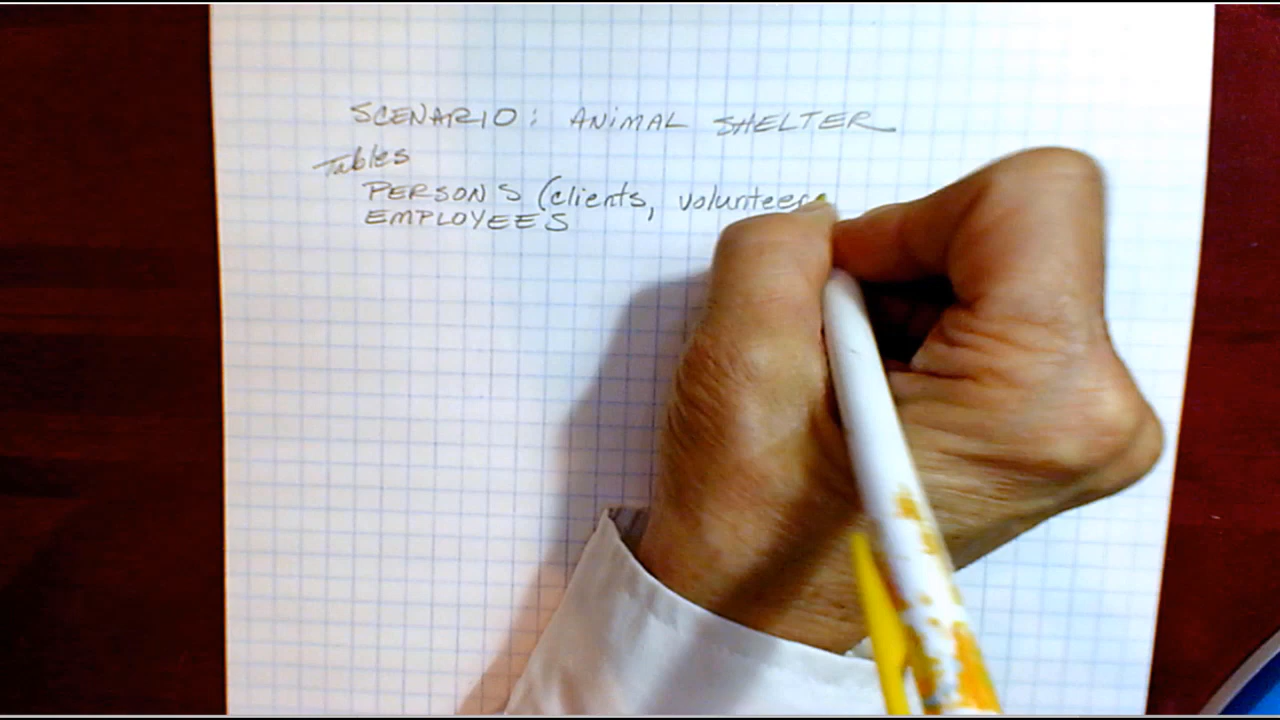 SCENARIO: ANIMAL SHELTER
Tables
PERSONS (clients, volunteers
EMPLOYEES